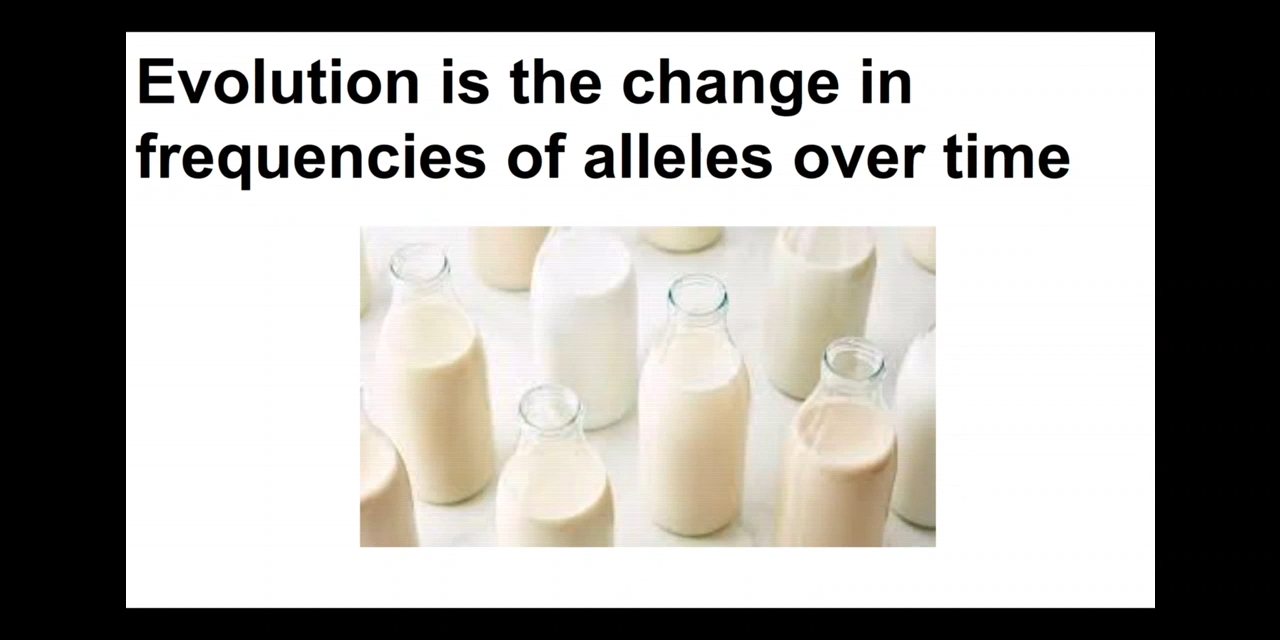 Evolution is the change in
frequencies of alleles over time